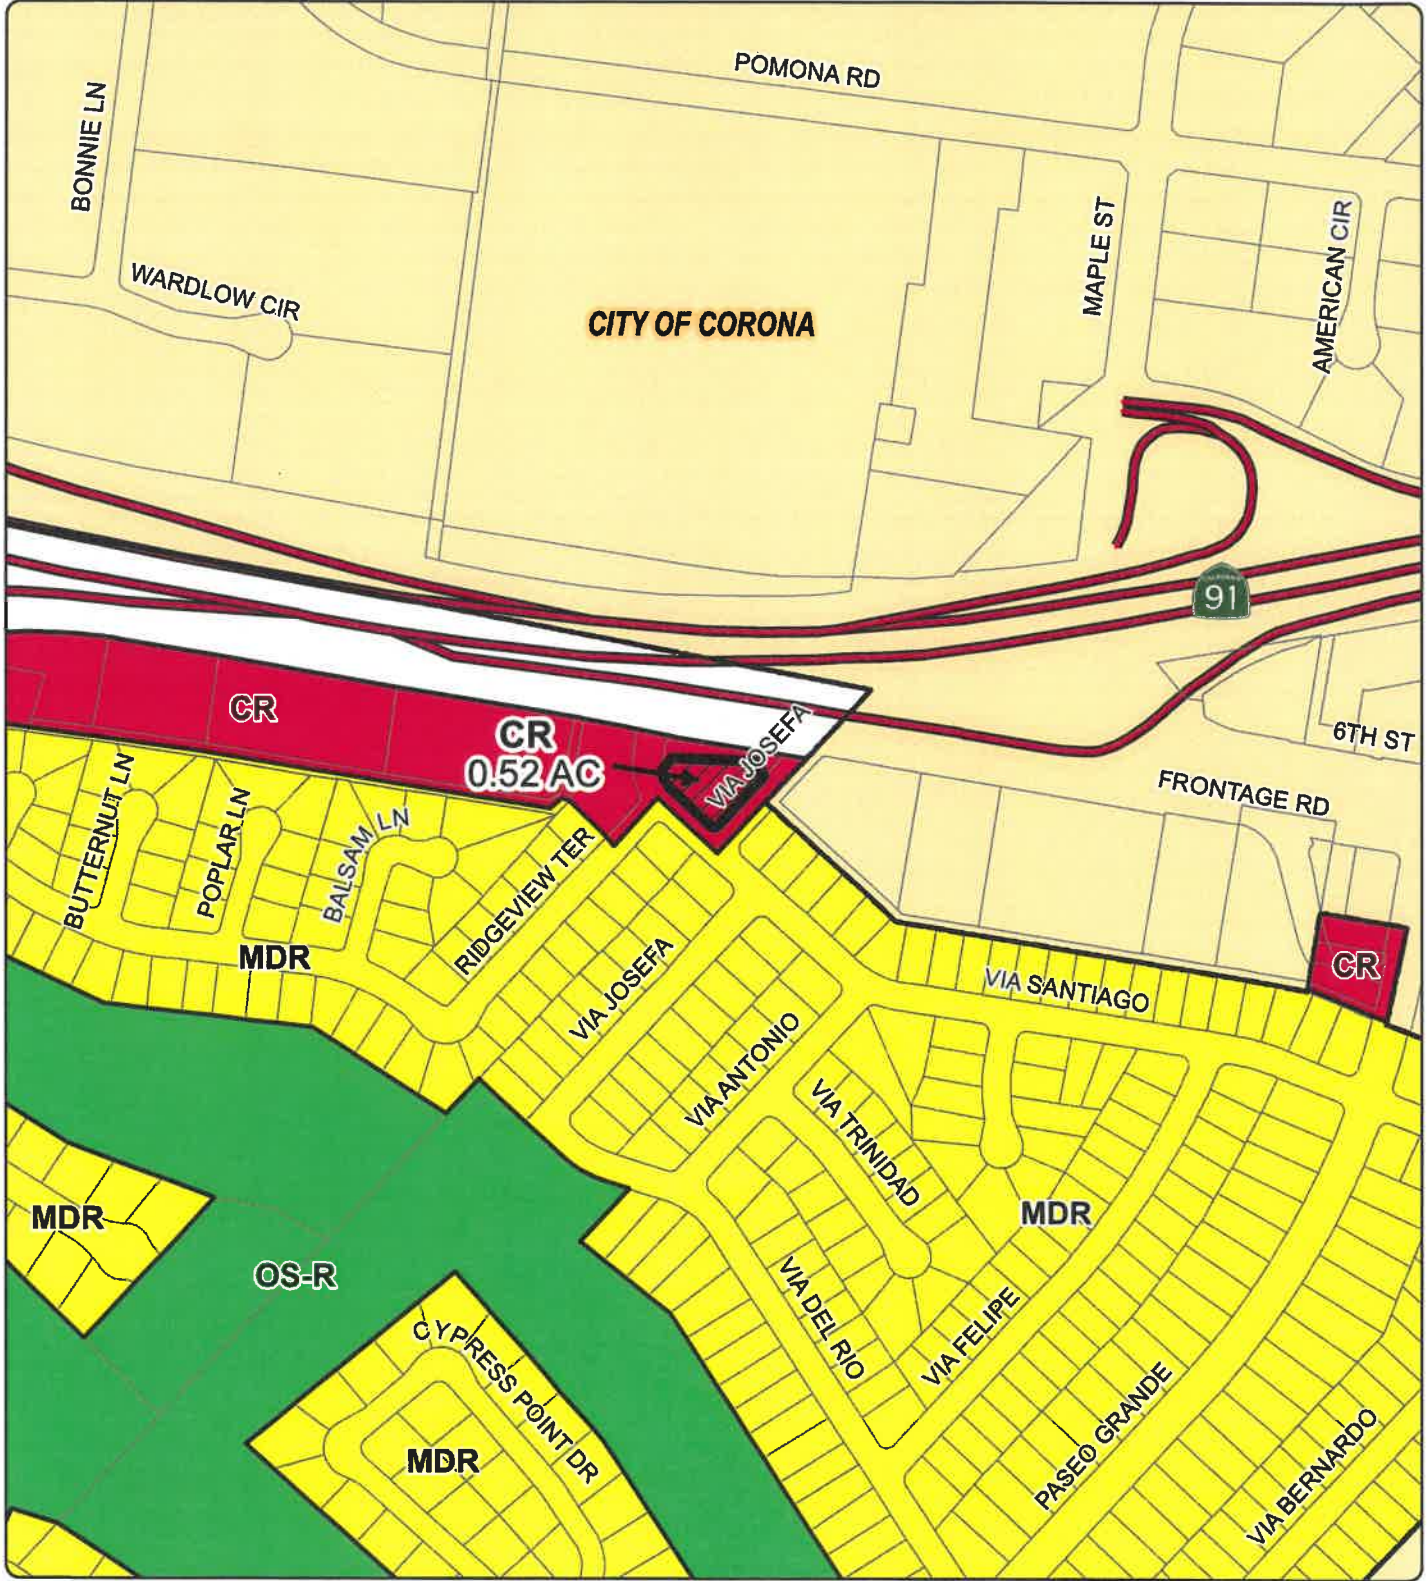 POMONA RD
BONNIE LN
MAPLE ST
AMERICAN CIR
WARDLOW CIR
CITY OF CORONA
CALIFORNIA
91
CR
CR
0.52 AC
VIA JOSEFA
6TH ST
FRONTAGE RD
BUTTERNUT LN
POPLAR LN
BALSAM LN
RIDGEVIEW TER
MDR
VIA JOSEFA
VIA SANTIAGO
CR
VIA ANTONIO
VIA TRINIDAD
MDR
MDR
OS-R
VIA DEL RIO
VIA FELIPE
CYPRESS POINT DR
MDR
PASEO GRANDE
VIA BERNARDO